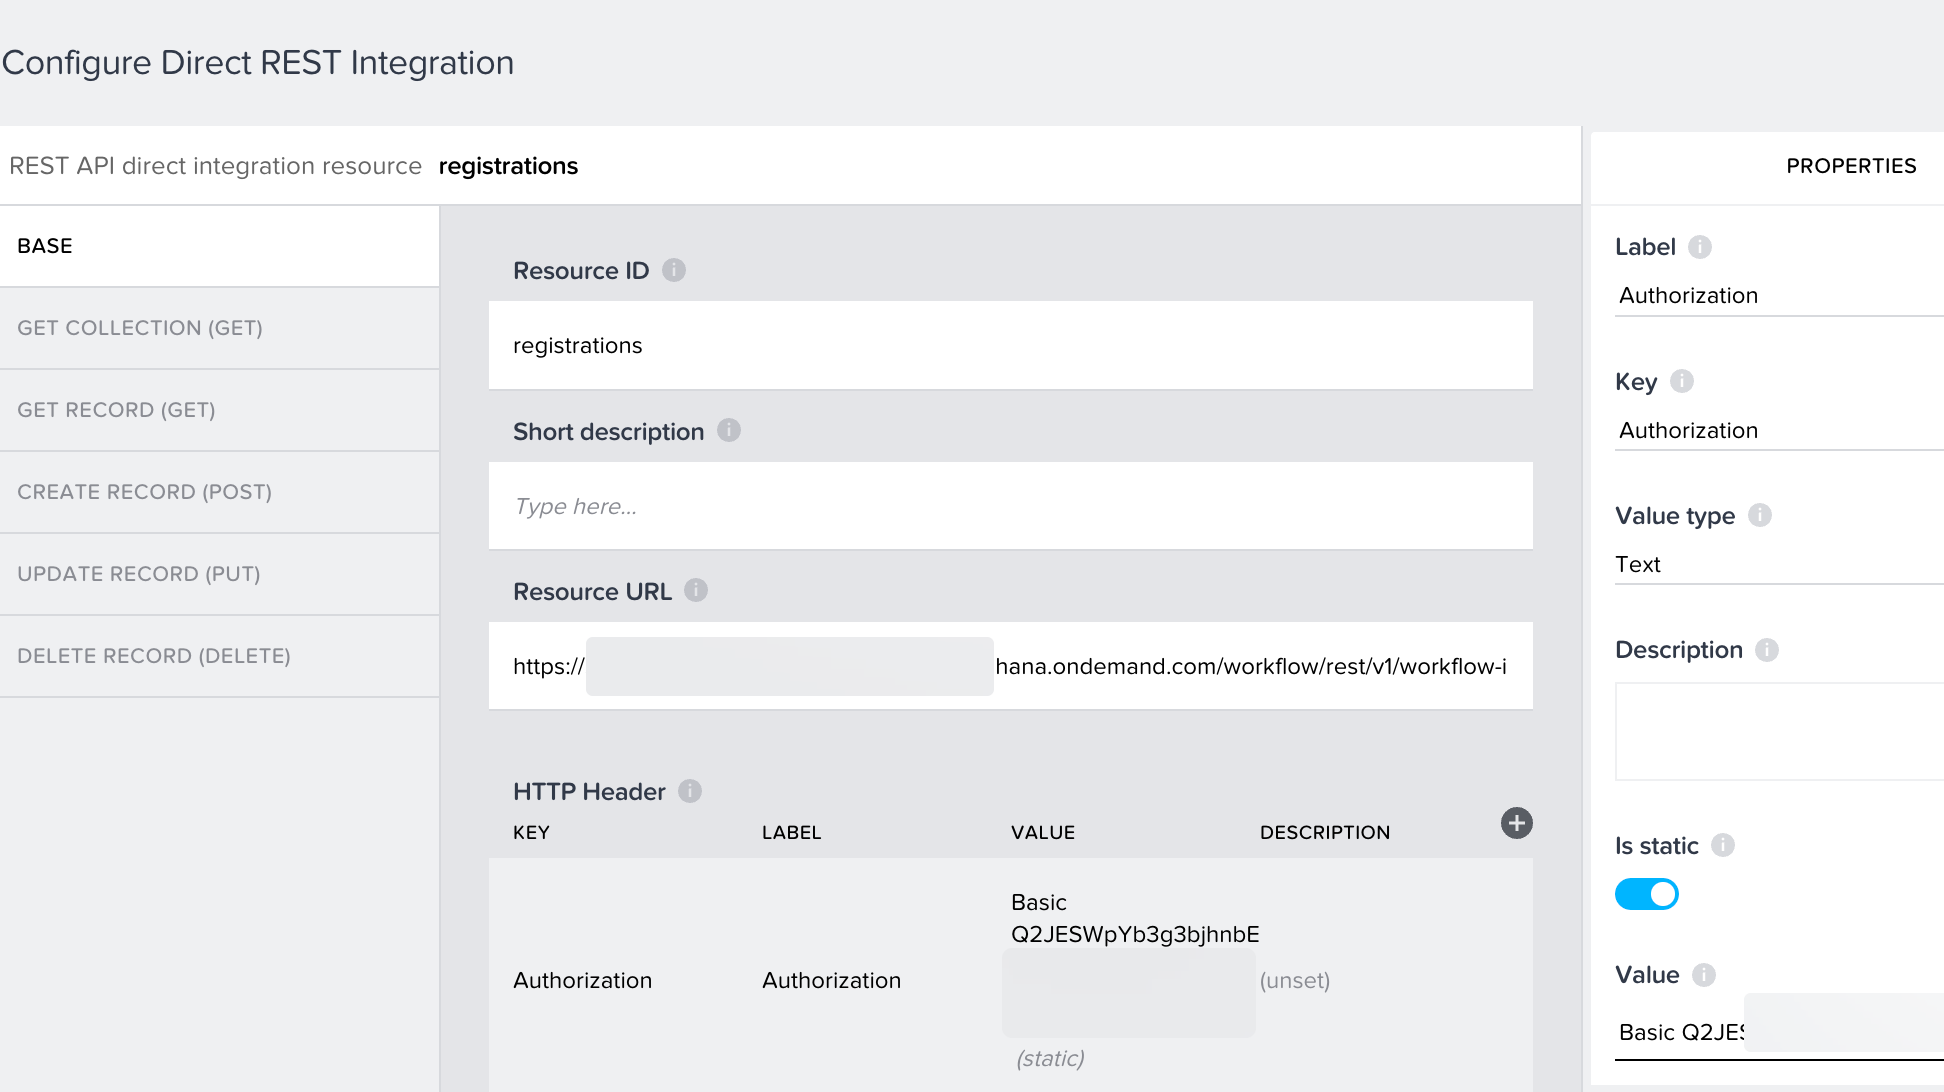 Configure Direct REST Integration
REST API direct integration resource registrations
BASE
GET COLLECTION (GET)
GET RECORD (GET)
CREATE RECORD (POST)
UPDATE RECORD (PUT)
DELETE RECORD (DELETE)
Resource ID
registrations
Short description
Type here...
Resource URL
https:// hana.ondemand.com/workflow/rest/v1/workflow-i
HTTP Header
KEY LABEL VALUE DESCRIPTION
Basic
Q2JESWpYb3g3bjhnbE
Authorization Authorization (unset)
(static)
PROPERTIES
Label
Authorization
Key
Authorization
Value type
Text
Description
Is static
Value
Basic Q2JES